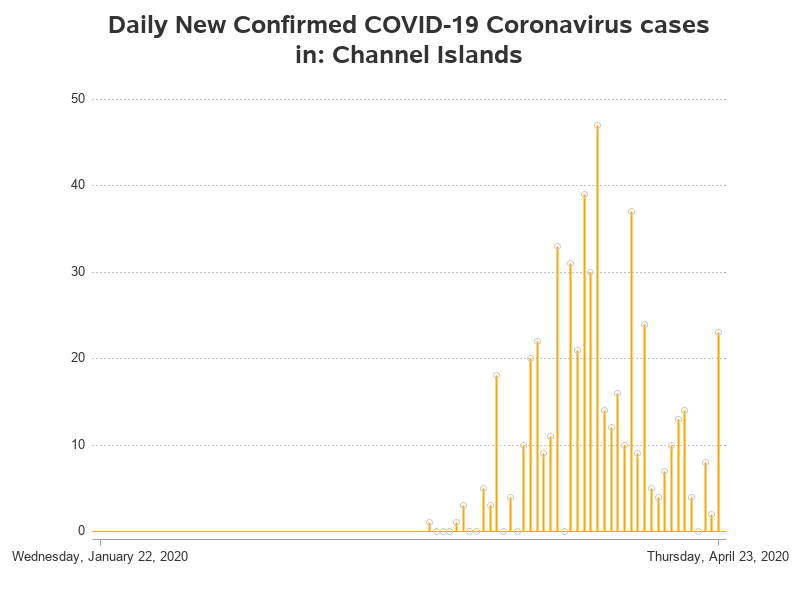 Daily New Confirmed COVID-19 Coronavirus cases
in: Channel Islands
50
40
30
20
10
0
Wednesday, January 22, 2020
Thursday, April 23, 2020